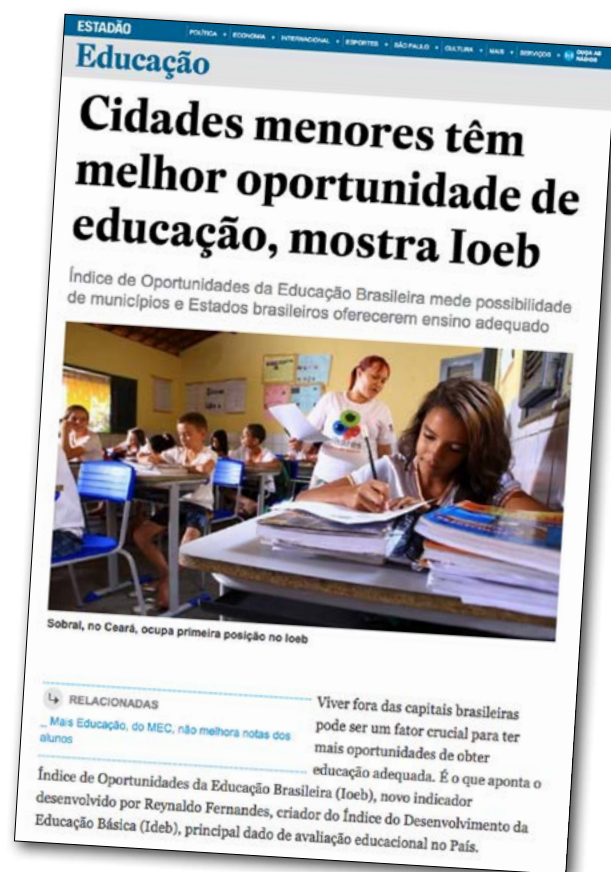 ESTADÃO
POLÍTICA ECONOMIA INTERNACIONAL ESPORTES SÃO PAULO CULTURA MAIS SERVIÇOS OUÇA AS
RÁDIOS
Educação
Cidades menores têm
melhor oportunidade de
educação, mostra Ioeb
Índice de Oportunidades da Educação Brasileira mede possibilidade
de municípios e Estados brasileiros oferecerem ensino adequado
Sobral, no Ceará, ocupa primeira posição no Ioeb
RELACIONADAS
_ Mais Educação, do MEC, não melhora notas dos
alunos
Viver fora das capitais brasileiras
pode ser um fator crucial para ter
mais oportunidades de obter
educação adequada. É o que aponta o
Índice de Oportunidades da Educação Brasileira (Ioeb), novo indicador
desenvolvido por Reynaldo Fernandes, criador do Índice do Desenvolvimento da
Educação Básica (Ideb), principal dado de avaliação educacional no País.